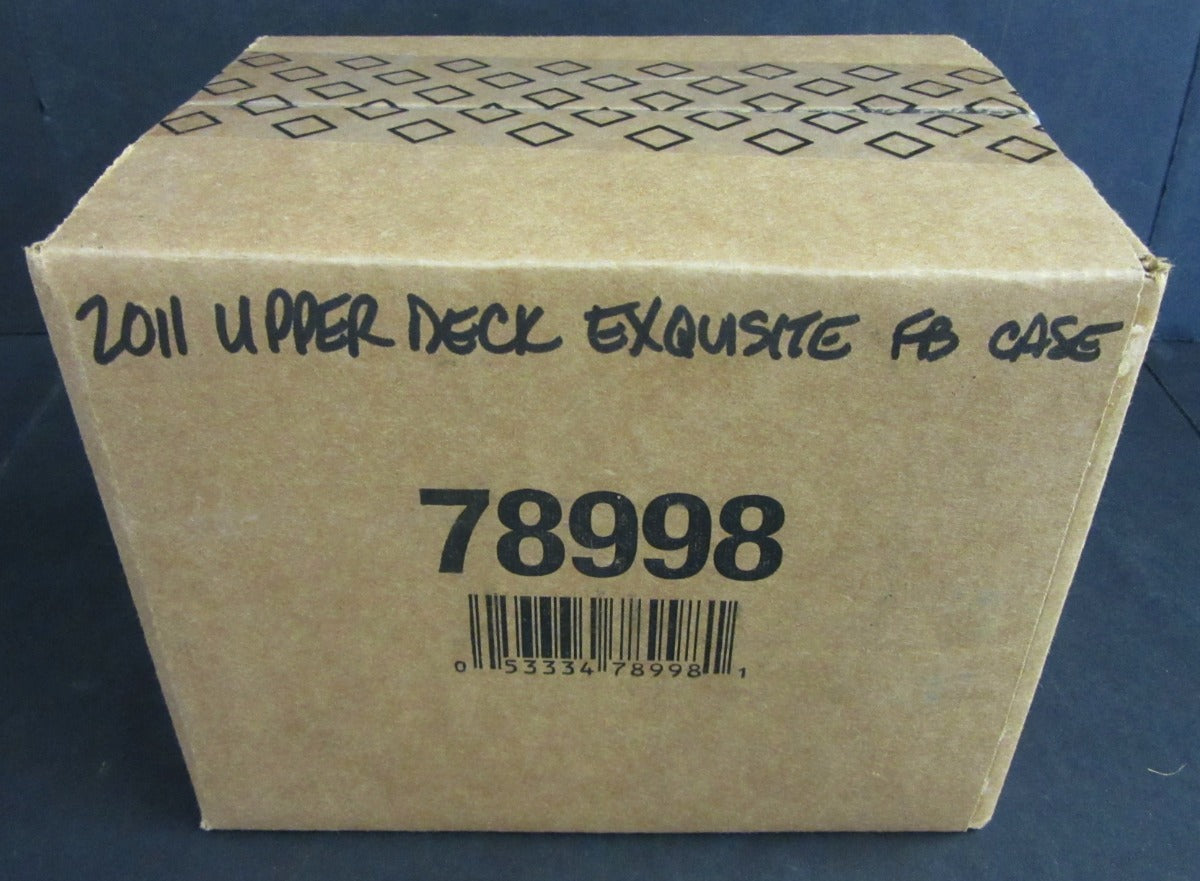 2011 UPPER DECK EXQUISITE FB CASE
78998
0 53334 78998 1